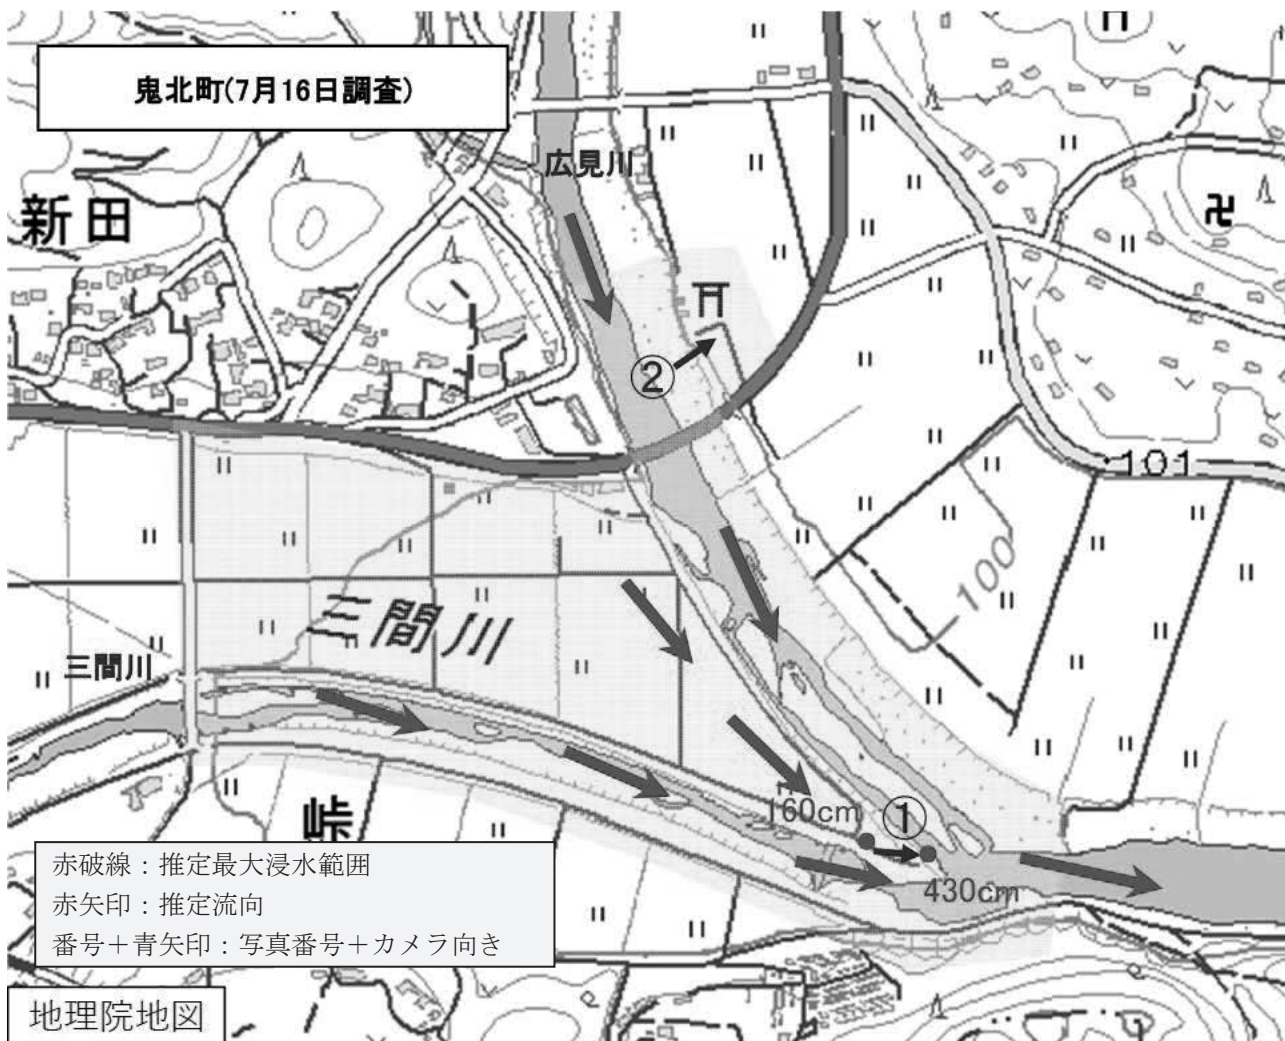 鬼北町(7月16日調査)
広見川
新田
②
101
100
三間川
三間川
160cm
①
峠
430cm
赤破線：推定最大浸水範囲
赤矢印：推定流向
番号＋青矢印：写真番号＋カメラ向き
地理院地図